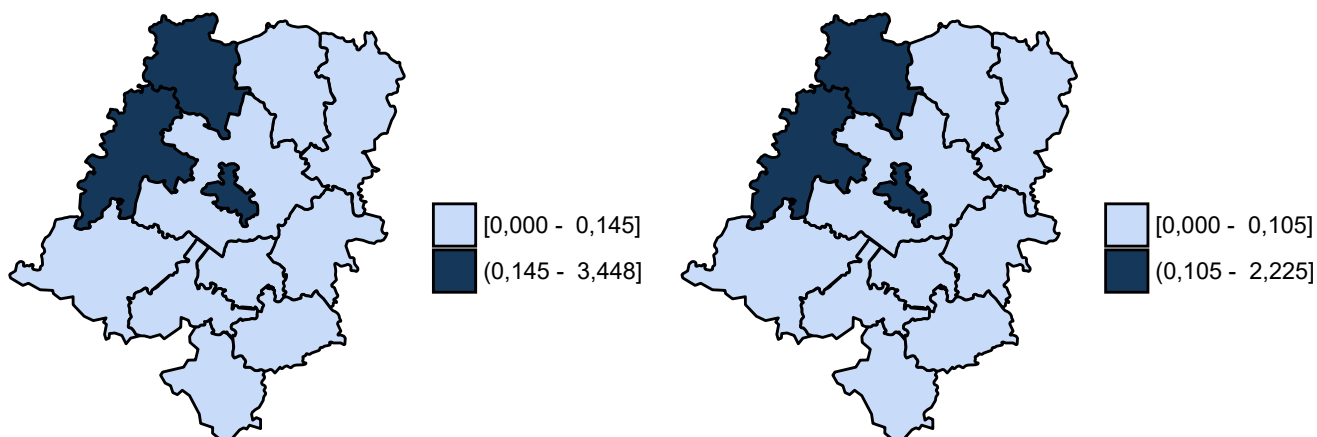 [0,000 - 0,145]
(0,145 - 3,448]
[0,000 - 0,105]
(0,105 - 2,225]